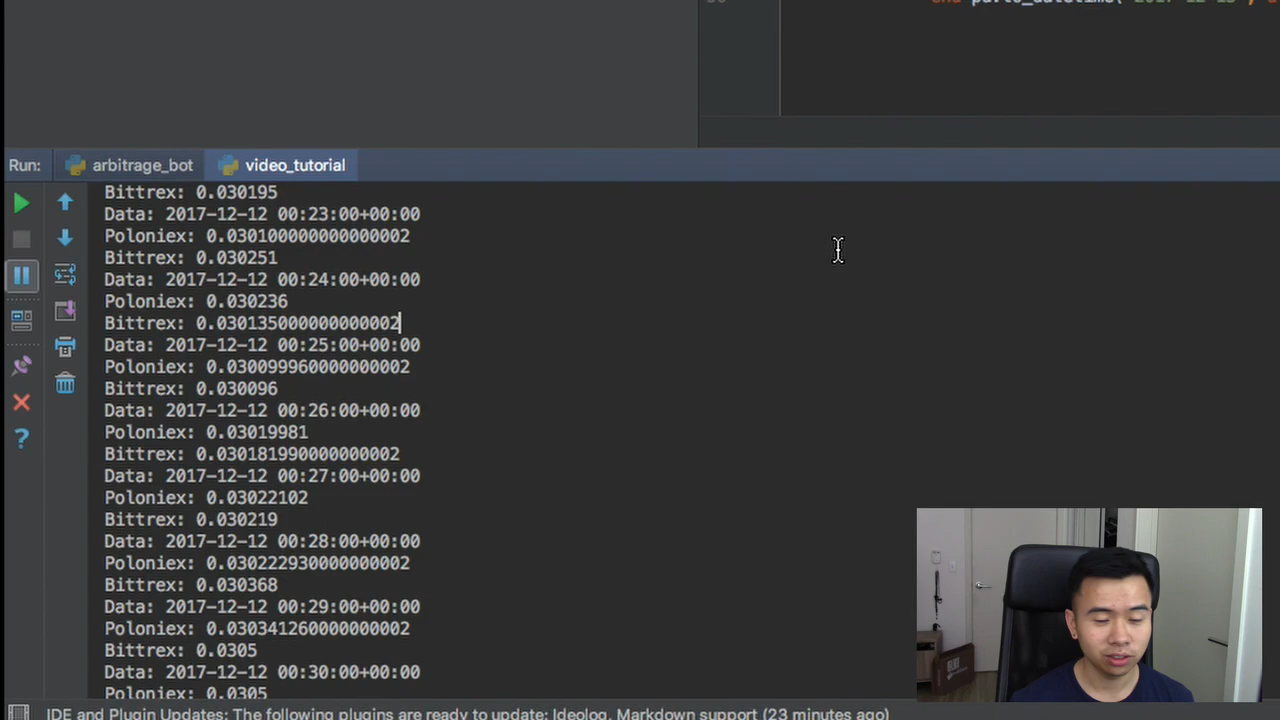 Run: arbitrage_bot video_tutorial
Bittrex: 0.030195
Data: 2017-12-12 00:23:00+00:00
Poloniex: 0.030100000000000002
Bittrex: 0.030251
Data: 2017-12-12 00:24:00+00:00
Poloniex: 0.030236
Bittrex: 0.030135000000000002
Data: 2017-12-12 00:25:00+00:00
Poloniex: 0.030099960000000002
Bittrex: 0.030096
Data: 2017-12-12 00:26:00+00:00
Poloniex: 0.03019981
Bittrex: 0.030181990000000002
Data: 2017-12-12 00:27:00+00:00
Poloniex: 0.03022102
Bittrex: 0.030219
Data: 2017-12-12 00:28:00+00:00
Poloniex: 0.030222930000000002
Bittrex: 0.030368
Data: 2017-12-12 00:29:00+00:00
Poloniex: 0.030341260000000002
Bittrex: 0.0305
Data: 2017-12-12 00:30:00+00:00
Poloniex: 0.0305
IDE and Plugin Updates: The following plugins are ready to update: Ideolog, Markdown support (23 minutes ago)